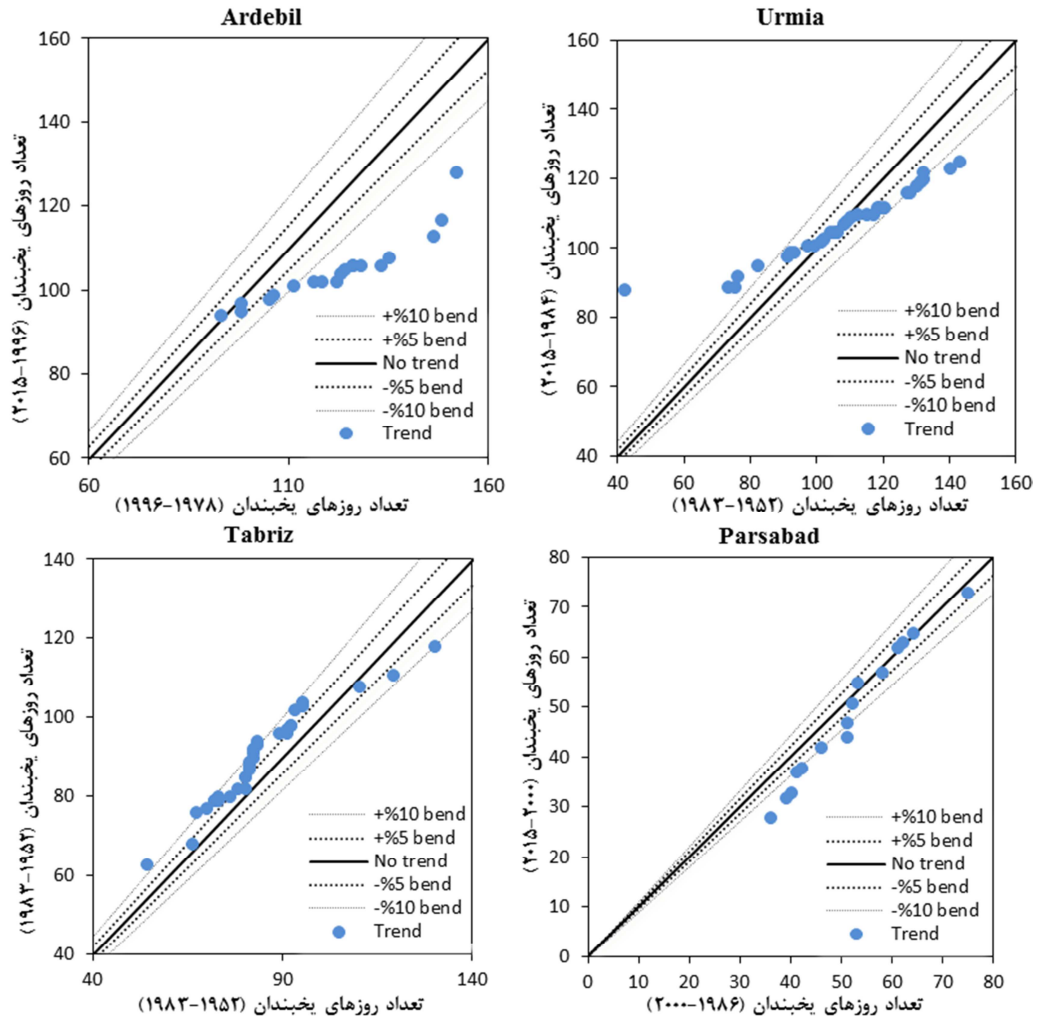 Ardebil
160
140
120
100
80
60
60
110
160
تعداد روزهای یخبندان (۱۹۹۶-۲۰۱۵)
+%10 bend
+%5 bend
No trend
-%5 bend
-%10 bend
Trend
تعداد روزهای یخبندان (۱۹۷۸-۱۹۹۶)
Urmia
160
140
120
100
80
60
40
40
60
80
100
120
140
160
تعداد روزهای یخبندان (۱۹۸۴-۲۰۱۵)
+%10 bend
+%5 bend
No trend
-%5 bend
-%10 bend
Trend
تعداد روزهای یخبندان (۱۹۵۲-۱۹۸۳)
Tabriz
140
120
100
80
60
40
40
90
140
تعداد روزهای یخبندان (۱۹۵۲-۱۹۸۳)
+%10 bend
+%5 bend
No trend
-%5 bend
-%10 bend
Trend
تعداد روزهای یخبندان (۱۹۵۲-۱۹۸۳)
Parsabad
80
70
60
50
40
30
20
10
0
0
10
20
30
40
50
60
70
80
تعداد روزهای یخبندان (۲۰۰۰-۲۰۱۵)
+%10 bend
+%5 bend
No trend
-%5 bend
-%10 bend
Trend
تعداد روزهای یخبندان (۱۹۸۶-۲۰۰۰)